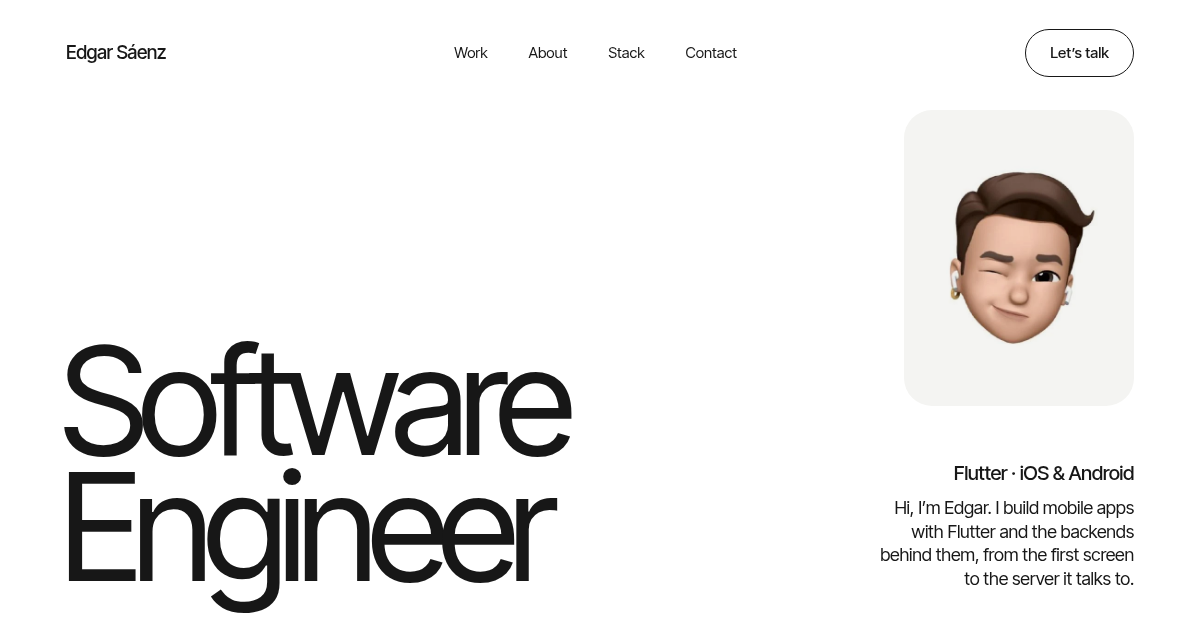 Edgar Sáenz
Work
About
Stack
Contact
Let’s talk
Software
Engineer
Flutter · iOS & Android
Hi, I’m Edgar. I build mobile apps
with Flutter and the backends
behind them, from the first screen
to the server it talks to.